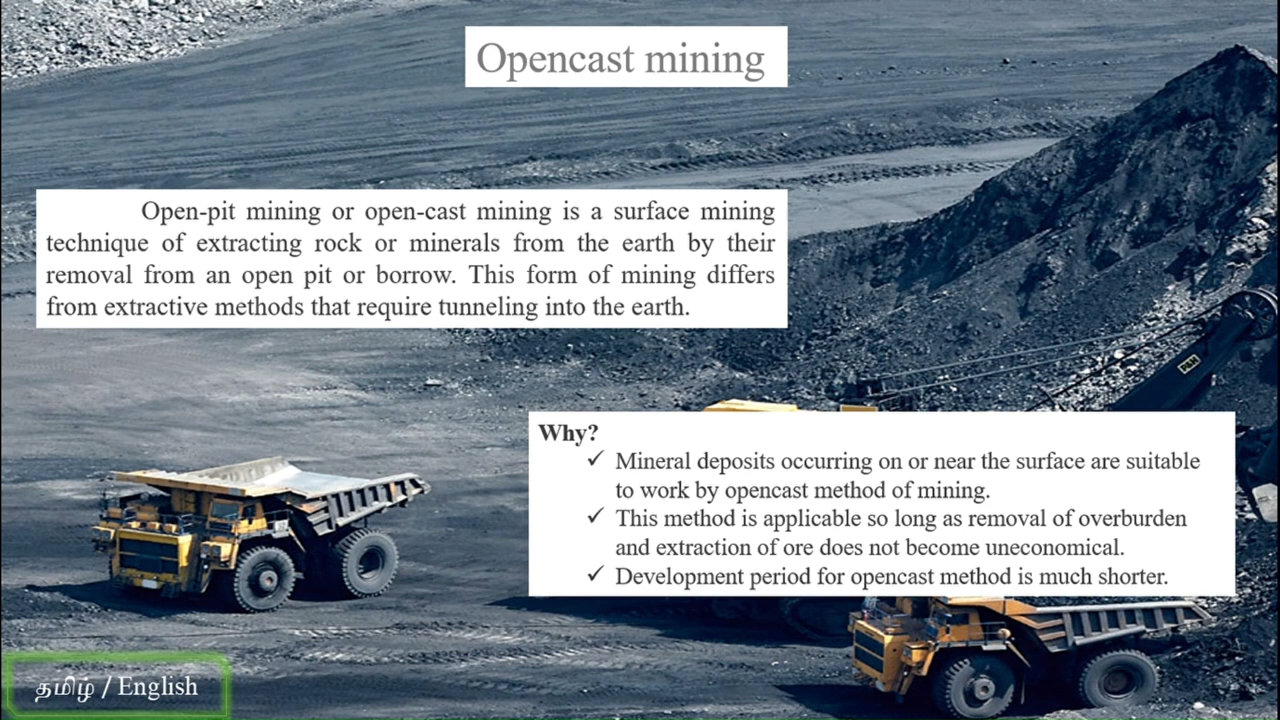 Opencast mining
Open-pit mining or open-cast mining is a surface mining
technique of extracting rock or minerals from the earth by their
removal from an open pit or borrow. This form of mining differs
from extractive methods that require tunneling into the earth.
Why?
✓ Mineral deposits occurring on or near the surface are suitable
to work by opencast method of mining.
✓ This method is applicable so long as removal of overburden
and extraction of ore does not become uneconomical.
✓ Development period for opencast method is much shorter.
P&H
தமிழ் / English